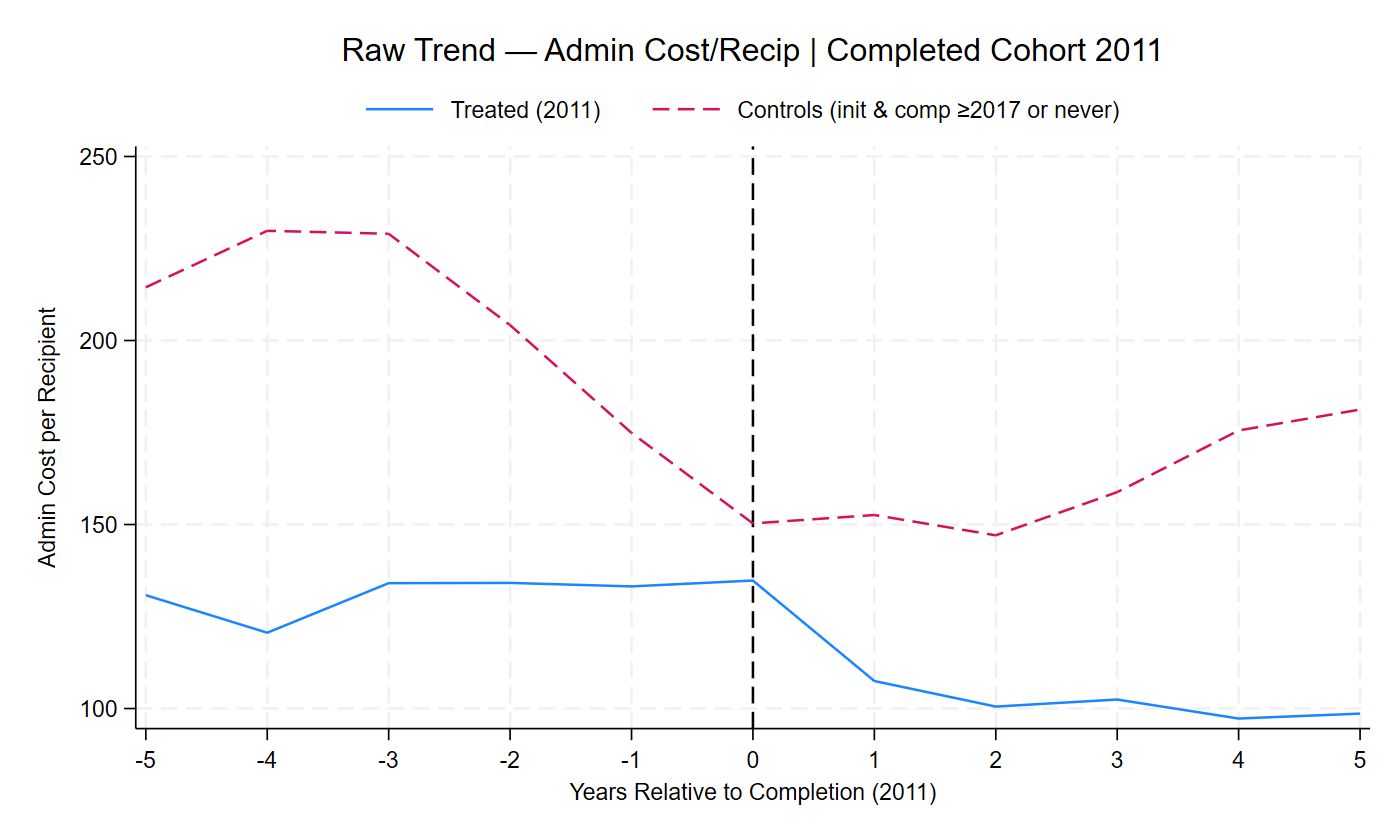 Raw Trend — Admin Cost/Recip | Completed Cohort 2011
Treated (2011)
Controls (init & comp ≥2017 or never)
Admin Cost per Recipient
250
200
150
100
-5 -4 -3 -2 -1 0 1 2 3 4 5
Years Relative to Completion (2011)